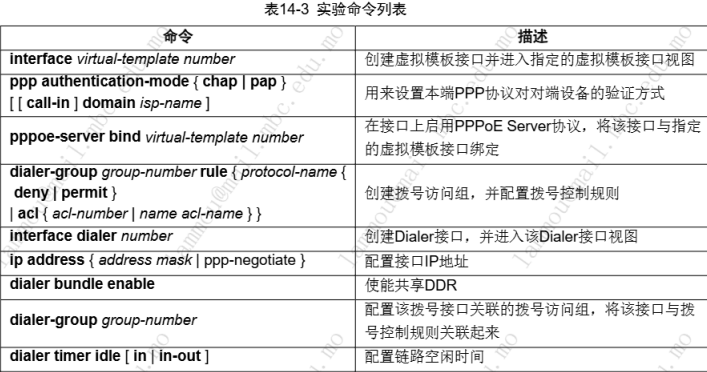 表14-3 实验命令列表
命令 描述
interface virtual-template number 创建虚拟模板接口并进入指定的虚拟模板接口视图
ppp authentication-mode { chap | pap }
[ [ call-in ] domain isp-name ]
用来设置本端PPP协议对对端设备的验证方式
pppoe-server bind virtual-template number
在接口上启用PPPoE Server协议，将该接口与指定
的虚拟模板接口绑定
dialer-group group-number rule { protocol-name {
deny | permit }
| acl { acl-number | name acl-name } }
创建拨号访问组，并配置拨号控制规则
interface dialer number 创建Dialer接口，并进入该Dialer接口视图
ip address { address mask | ppp-negotiate } 配置接口IP地址
dialer bundle enable 使能共享DDR
dialer-group group-number
配置该拨号接口关联的拨号访问组，将该接口与拨
号控制规则关联起来
dialer timer idle [ in | in-out ] 配置链路空闲时间